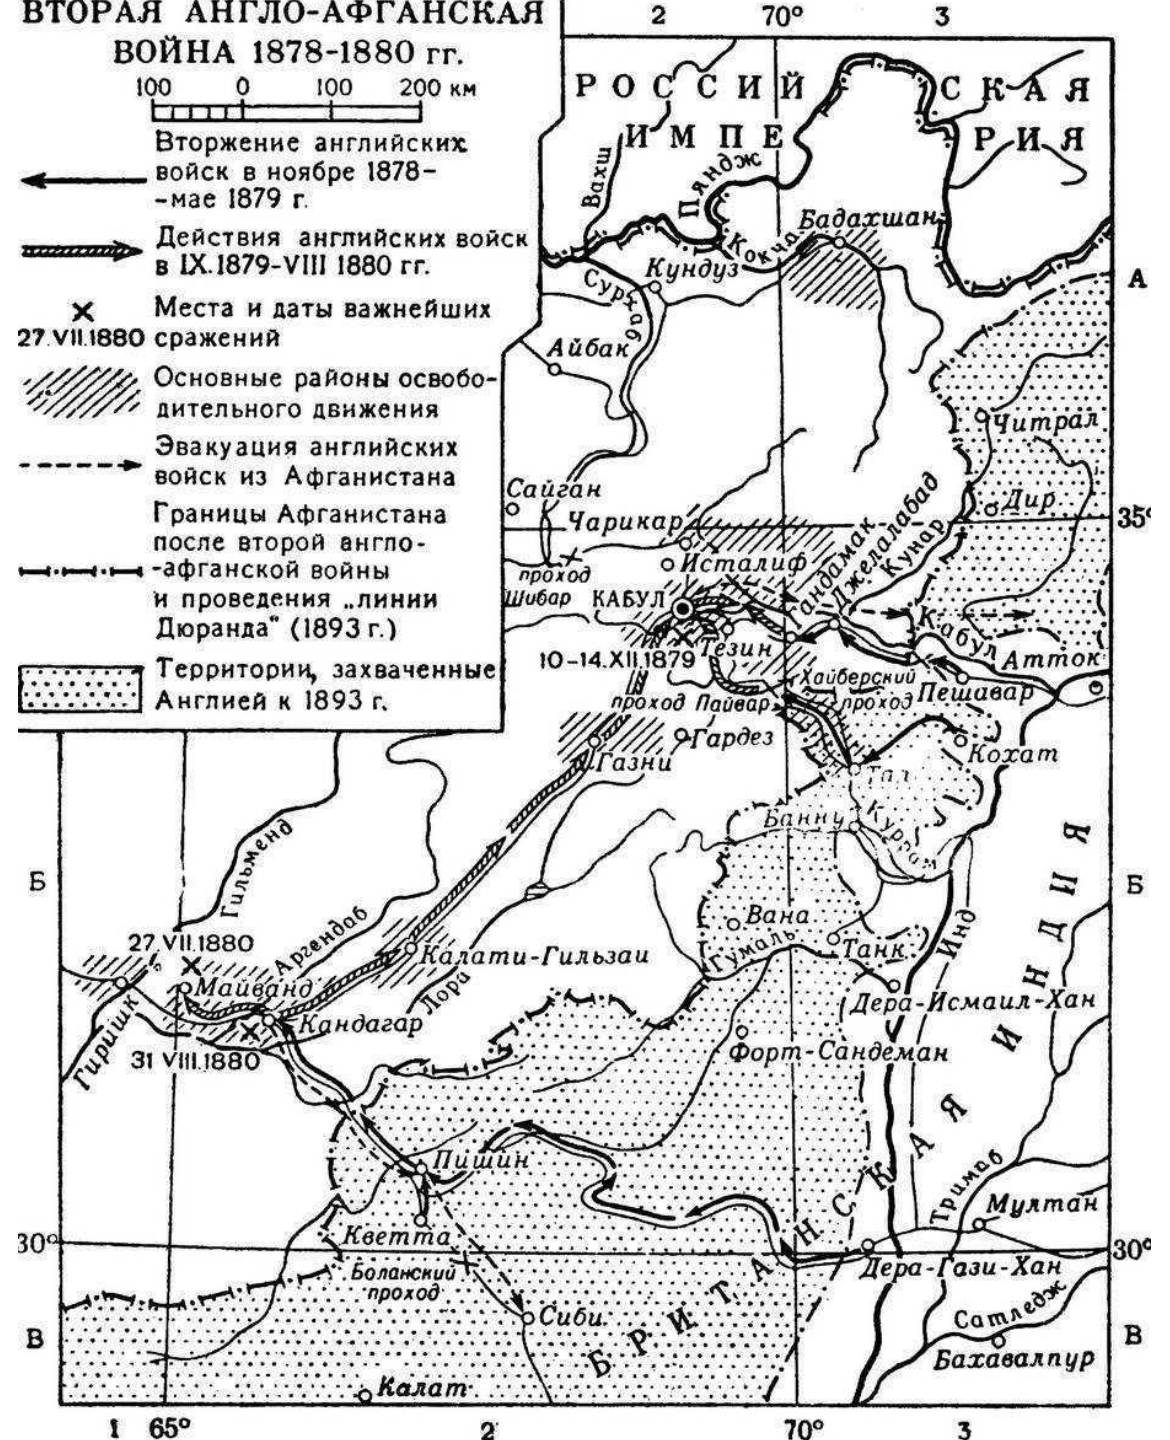 ВТОРАЯ АНГЛО-АФГАНСКАЯ
ВОЙНА 1878-1880 гг.
100 0 100 200 км
Вторжение английских
войск в ноябре 1878-
-мае 1879 г.
Действия английских войск
в IX.1879-VIII 1880 гг.
Места и даты важнейших
27.VII.1880 сражений
Основные районы освобо-
дительного движения
Эвакуация английских
войск из Афганистана
Границы Афганистана
после второй англо-
-афганской войны
и проведения „линии
Дюранда" (1893 г.)
Территории, захваченные
Англией к 1893 г.
2 70° 3
РОССИЙСКАЯ
ИМПЕРИЯ
Вахш
Пяндж
Кокча
Бадахшан
Кундуз
Сурхаб
А
Айбак
Читрал
Сайган
Дир
35°
Чарикар
андамак
Джелалабад
Кунар
Исталиф
проход
Шибар
КАБУЛ
Тезин
Кабул
Атток
10-14.XII.1879
Хайберский
проход
Пешавар
проход Пайвар
Гардез
Кохат
Газни
Тал
Банну
Куррам
Гильменд
Б
Б
27.VII.1880
Аргендаб
Вана
Гумаль
Танк
Инд
Калати-Гильзаи
Майванд
Лора
Дера-Исмаил-Хан
Гиришк
Кандагар
31 VIII.1880
Форт-Сандеман
Пишин
Тримаб
Мултан
Кветта
30°
30°
Боланский
проход
Дера-Гази-Хан
Сиби
Сатледж
В
В
Бахавалпур
Калат
БРИТАНСКАЯ ИНДИЯ
1 65° 2 70° 3